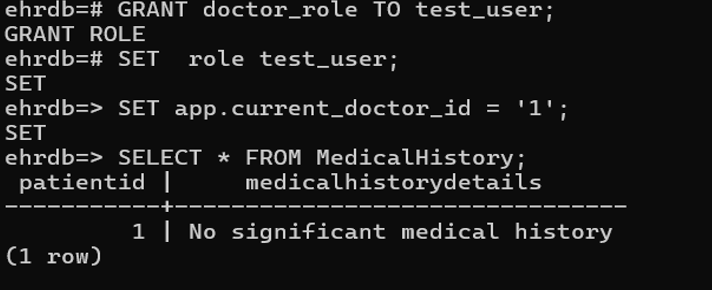 ehrdb=# GRANT doctor_role TO test_user;
GRANT ROLE
ehrdb=# SET  role test_user;
SET
ehrdb=> SET app.current_doctor_id = '1';
SET
ehrdb=> SELECT * FROM MedicalHistory;
 patientid |     medicalhistorydetails
-----------+--------------------------------
         1 | No significant medical history
(1 row)